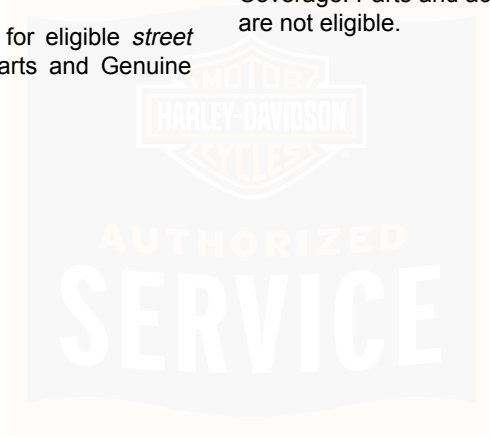 for eligible street
arts and Genuine
Coverage. Parts and ac
are not eligible.
MOTOR
HARLEY-DAVIDSON
CYCLES
AUTHORIZED
SERVICE